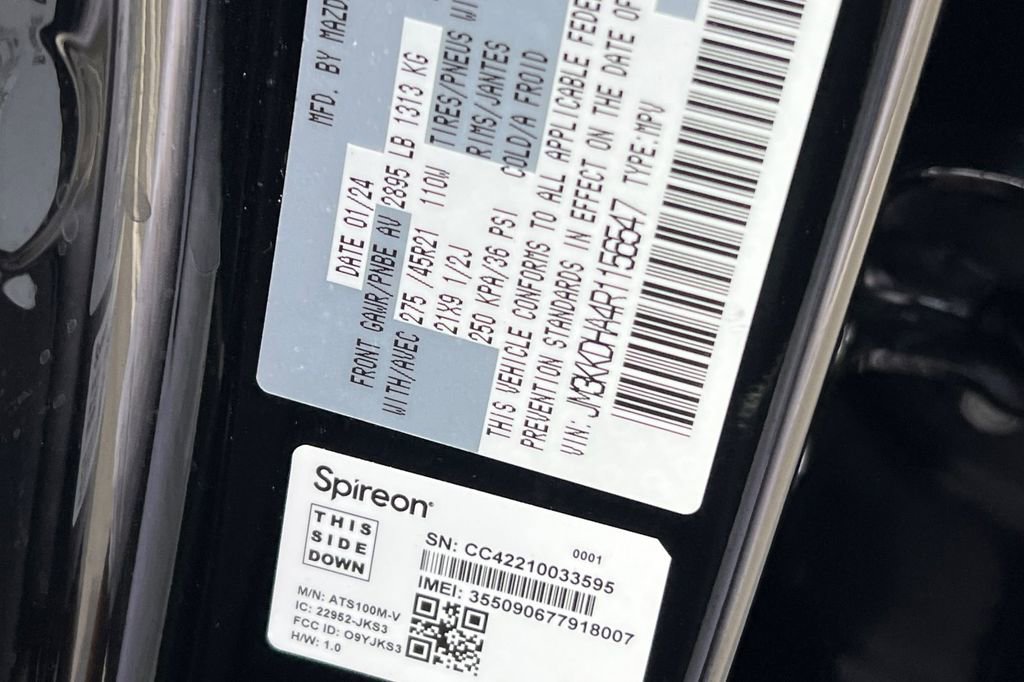 MFD. BY MAZD
DATE 01/24
FRONT GAWR/PNBE AV 2895 LB 1313 KG
WITH/AVEC 275 /45R21 110W TIRES/PNEUS WI
21X9 1/2J RIMS/JANTES
250 KPA/36 PSI COLD/A FROID
THIS VEHICLE CONFORMS TO ALL APPLICABLE FEDE
PREVENTION STANDARDS IN EFFECT ON THE DATE OF
VIN: JM3KKDHA4R1156547 TYPE:MPV
Spireon
THIS
SIDE
DOWN
0001
SN: CC42210033595
IMEI: 355090677918007
M/N: ATS100M-V
IC: 22952-JKS3
FCC ID: O9YJKS3
H/W: 1.0